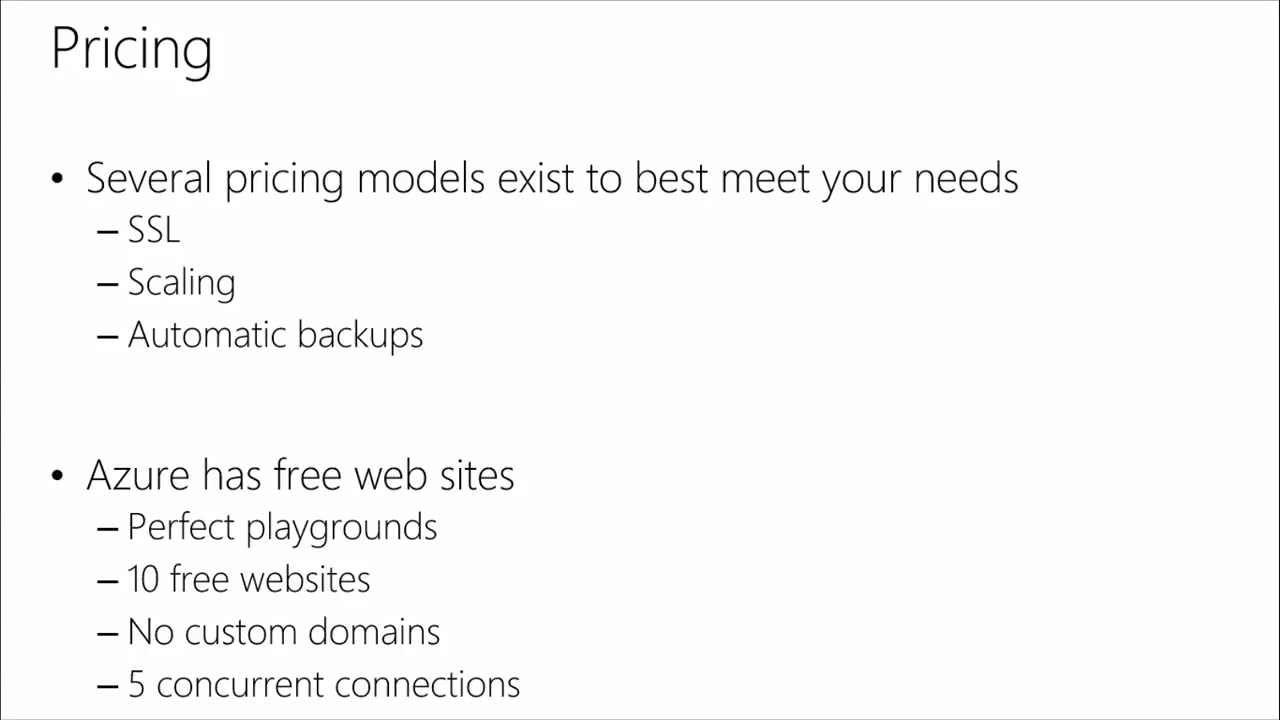 Pricing
• Several pricing models exist to best meet your needs
– SSL
– Scaling
– Automatic backups
• Azure has free web sites
– Perfect playgrounds
– 10 free websites
– No custom domains
– 5 concurrent connections